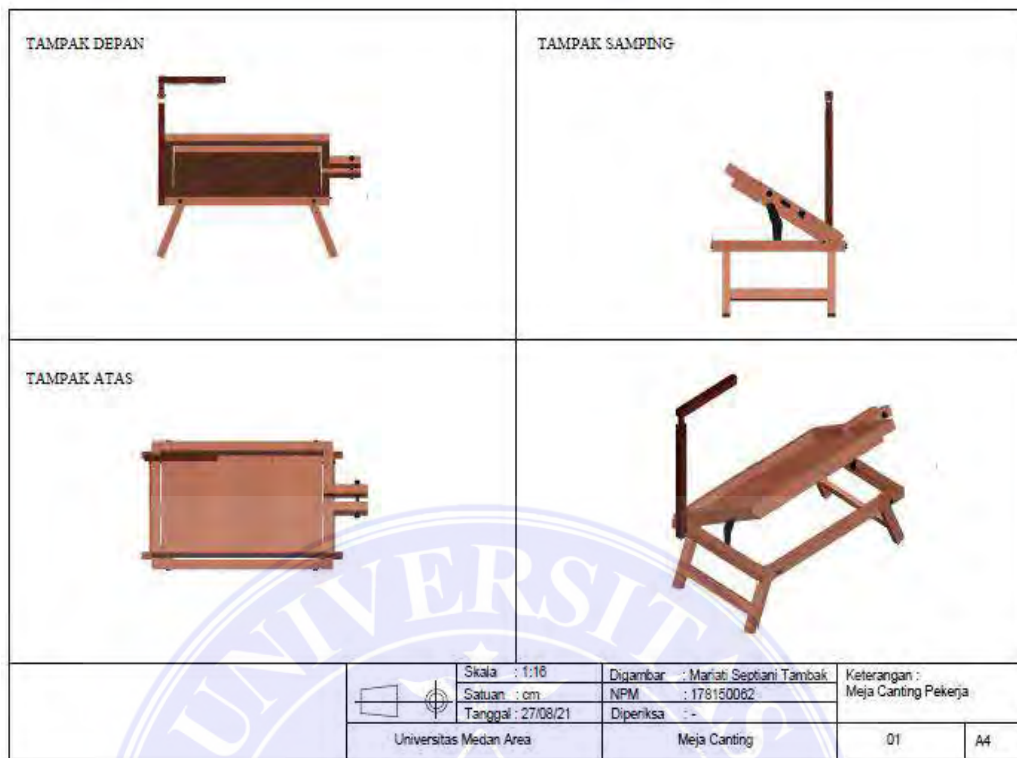 TAMPAK DEPAN
TAMPAK SAMPING
TAMPAK ATAS
UNIVERSITAS
Skala : 1:16
Satuan : cm
Tanggal : 27/08/21
Digambar : Mariati Septiani Tambak
NPM : 178150062
Diperiksa : -
Keterangan :
Meja Canting Pekerja
Universitas Medan Area
Meja Canting
01
A4